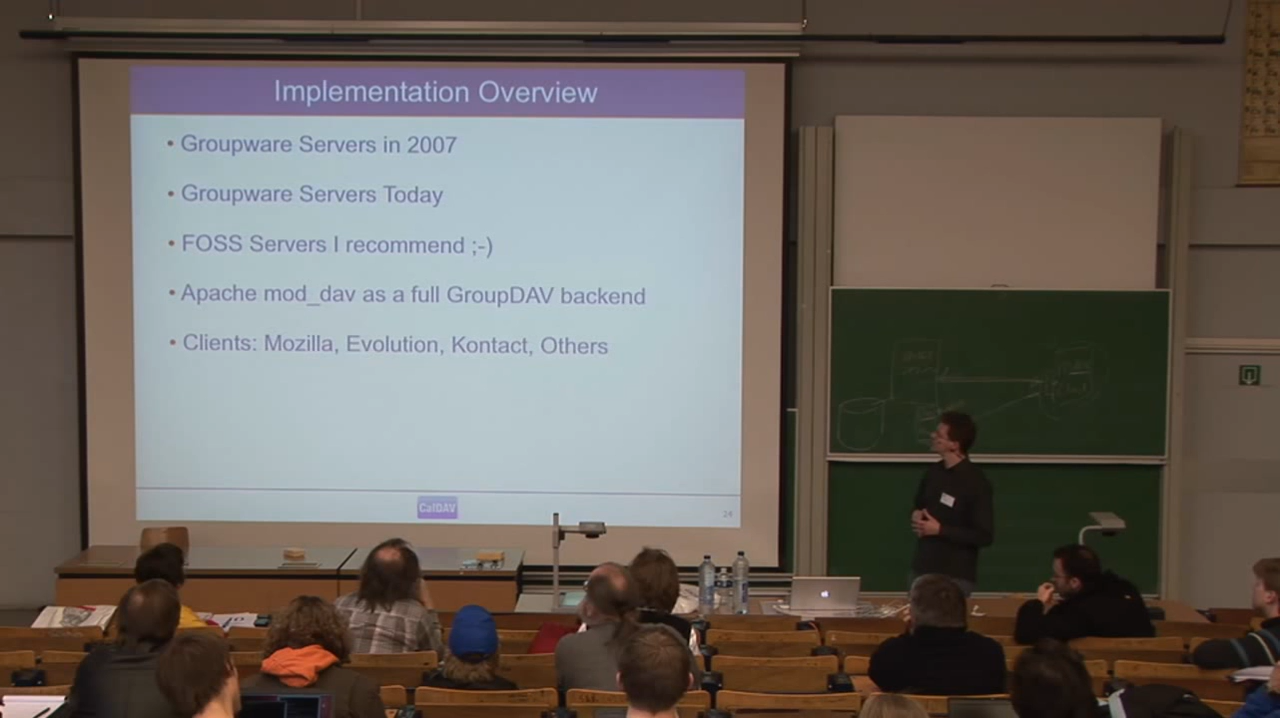 Implementation Overview
• Groupware Servers in 2007
• Groupware Servers Today
• FOSS Servers I recommend ;-)
• Apache mod_dav as a full GroupDAV backend
• Clients: Mozilla, Evolution, Kontact, Others
CalDAV
24